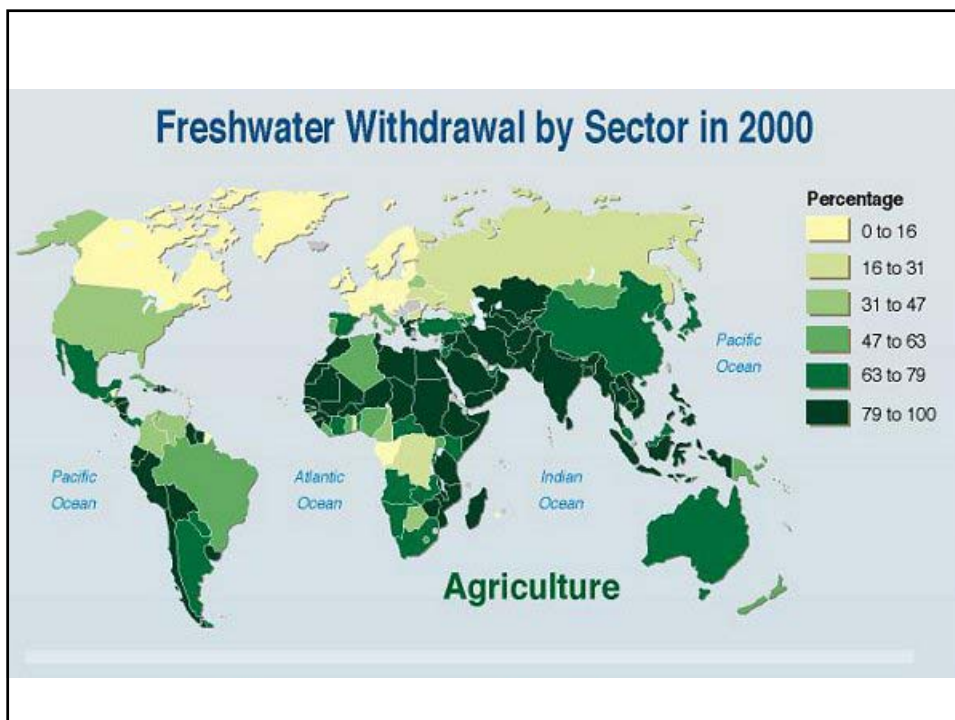 Freshwater Withdrawal by Sector in 2000
Percentage
0 to 16
16 to 31
31 to 47
47 to 63
63 to 79
79 to 100
Pacific
Ocean
Pacific
Ocean
Atlantic
Ocean
Indian
Ocean
Agriculture